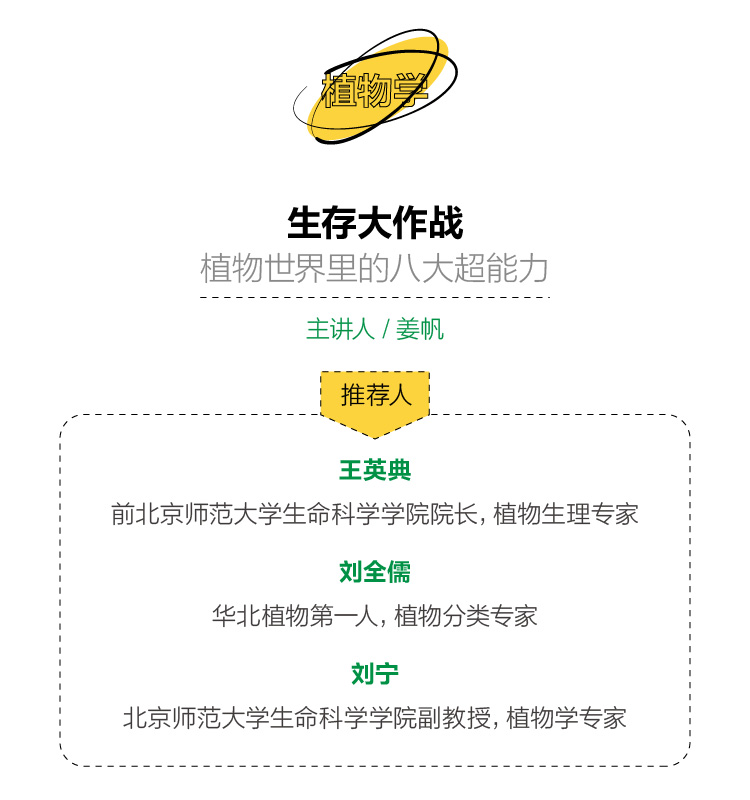 植物学
生存大作战
植物世界里的八大超能力
主讲人 / 姜帆
推荐人
王英典
前北京师范大学生命科学学院院长，植物生理专家
刘全儒
华北植物第一人，植物分类专家
刘宁
北京师范大学生命科学学院副教授，植物学专家